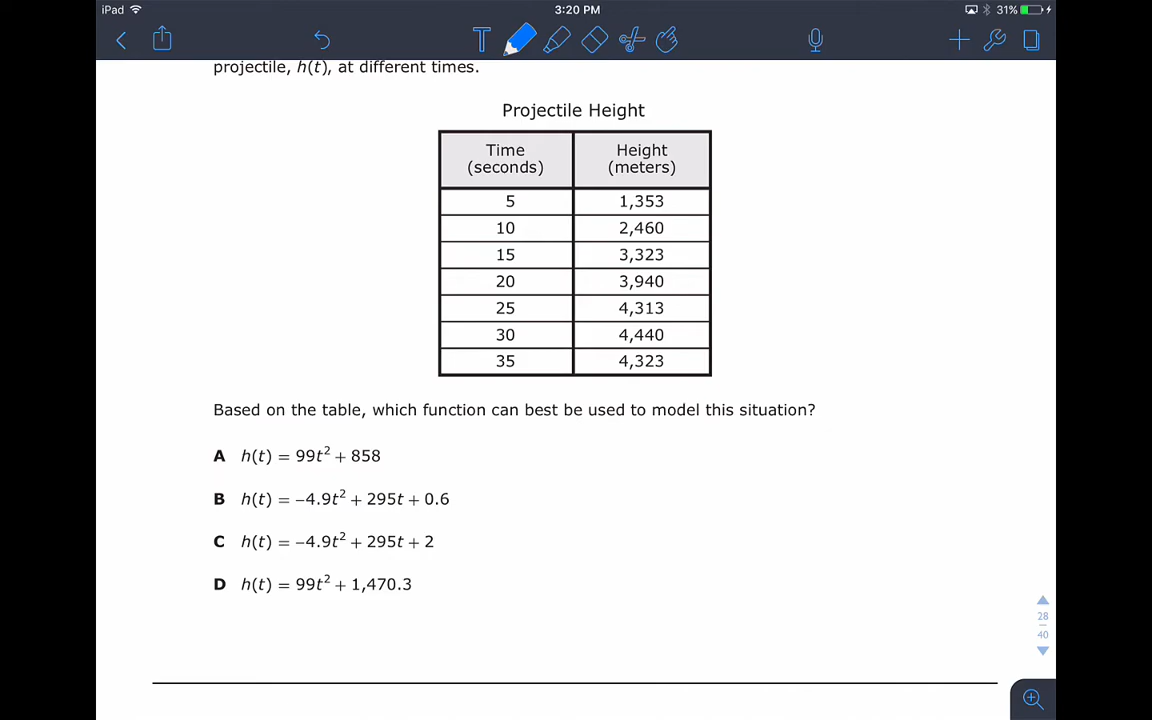 iPad 3:20 PM 31%
T
projectile, h(t), at different times.
Projectile Height
Time (seconds) Height (meters)
5 1,353
10 2,460
15 3,323
20 3,940
25 4,313
30 4,440
35 4,323
Based on the table, which function can best be used to model this situation?
A h(t) = 99t² + 858
B h(t) = –4.9t² + 295t + 0.6
C h(t) = –4.9t² + 295t + 2
D h(t) = 99t² + 1,470.3
28
40